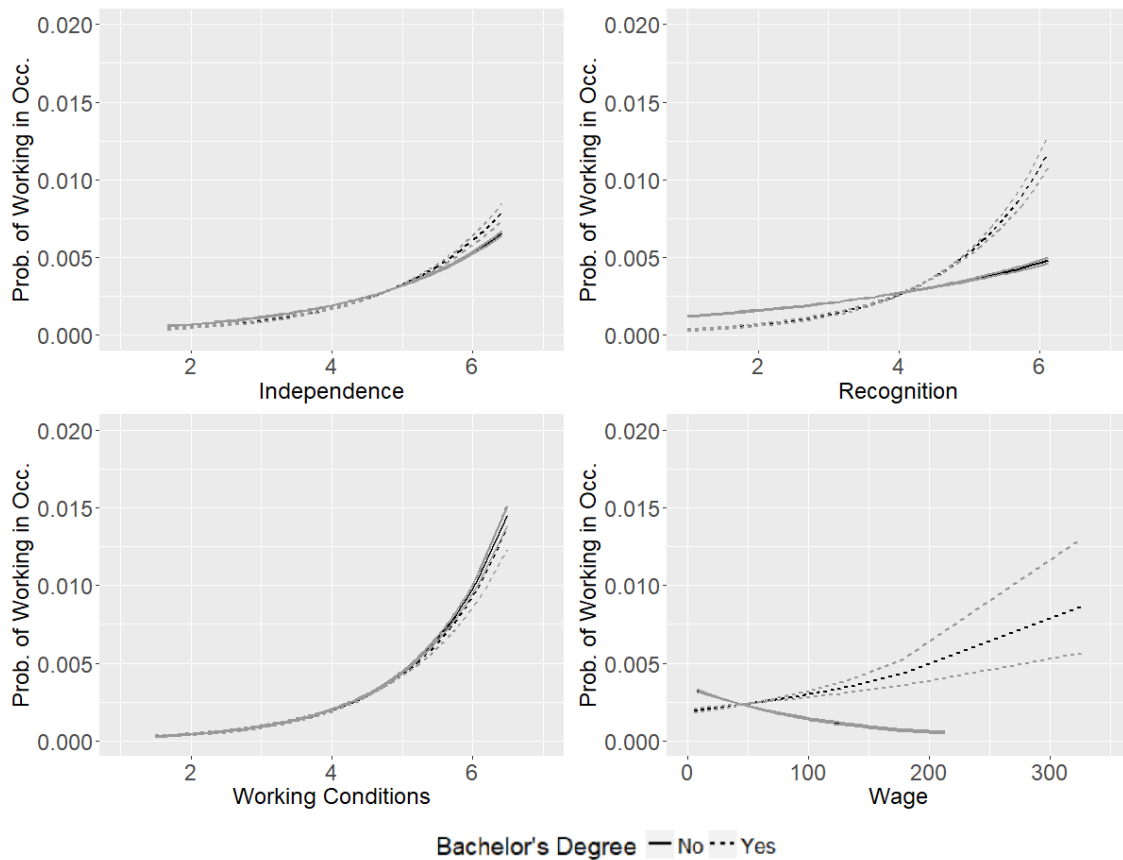 0.020
0.015
0.010
0.005
0.000
Prob. of Working in Occ.
2 4 6
Independence
0.020
0.015
0.010
0.005
0.000
Prob. of Working in Occ.
2 4 6
Recognition
0.020
0.015
0.010
0.005
0.000
Prob. of Working in Occ.
2 4 6
Working Conditions
0.020
0.015
0.010
0.005
0.000
Prob. of Working in Occ.
0 100 200 300
Wage
Bachelor's Degree No Yes